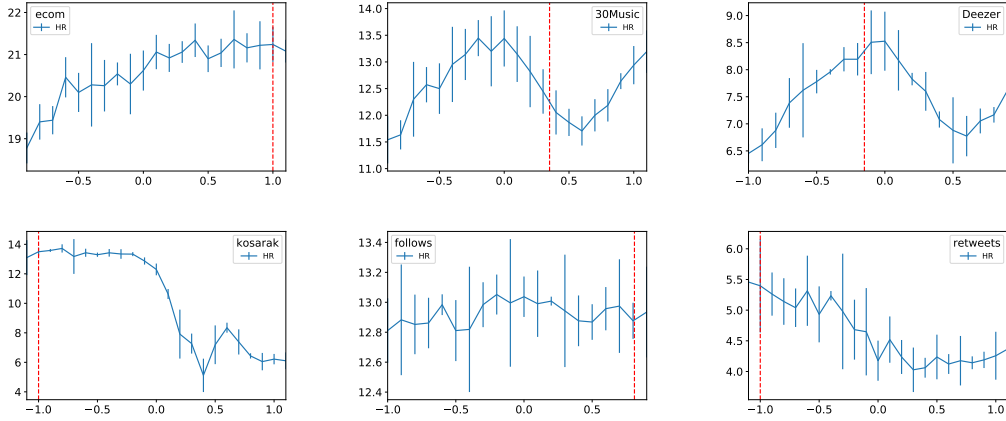 ecom
HR
22
21
20
19
−0.5 0.0 0.5 1.0
30Music
HR
14.0
13.5
13.0
12.5
12.0
11.5
11.0
−0.5 0.0 0.5 1.0
Deezer
HR
9.0
8.5
8.0
7.5
7.0
6.5
−1.0 −0.5 0.0 0.5
kosarak
HR
14
12
10
8
6
4
−1.0 −0.5 0.0 0.5 1.0
follows
HR
13.4
13.2
13.0
12.8
12.6
12.4
−0.5 0.0 0.5
retweets
HR
6.0
5.5
5.0
4.5
4.0
−1.0 −0.5 0.0 0.5 1.0